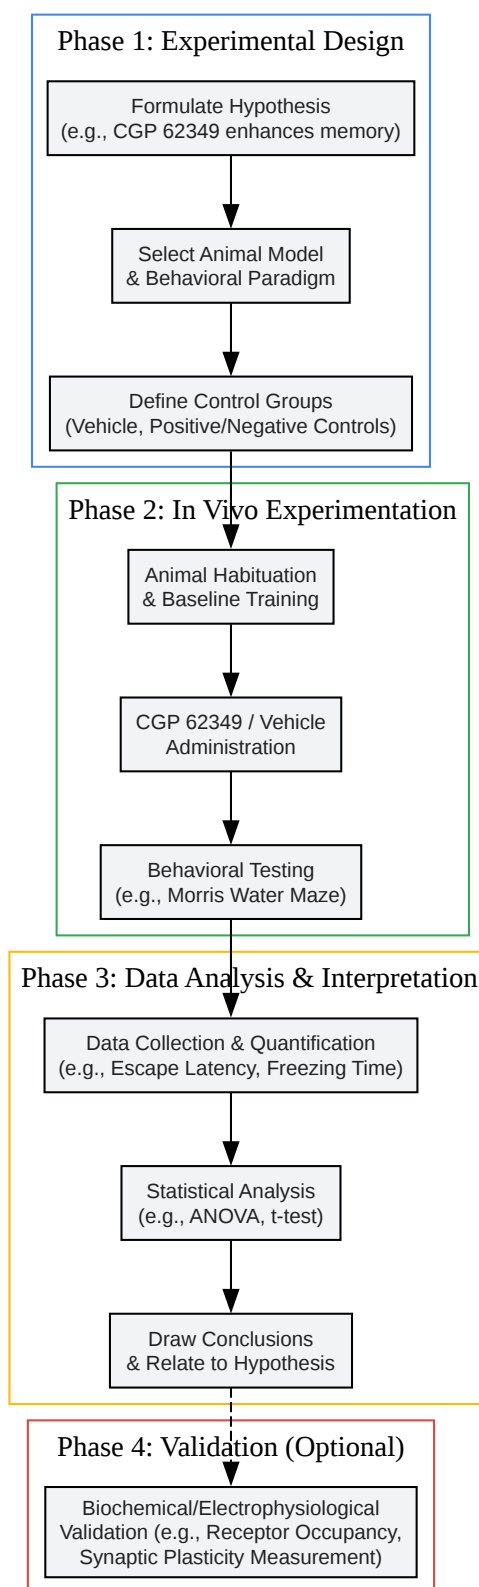 Phase 1: Experimental Design
Formulate Hypothesis
(e.g., CGP 62349 enhances memory)
Select Animal Model
& Behavioral Paradigm
Define Control Groups
(Vehicle, Positive/Negative Controls)
Phase 2: In Vivo Experimentation
Animal Habituation
& Baseline Training
CGP 62349 / Vehicle
Administration
Behavioral Testing
(e.g., Morris Water Maze)
Phase 3: Data Analysis & Interpretation
Data Collection & Quantification
(e.g., Escape Latency, Freezing Time)
Statistical Analysis
(e.g., ANOVA, t-test)
Draw Conclusions
& Relate to Hypothesis
Phase 4: Validation (Optional)
Biochemical/Electrophysiological
Validation (e.g., Receptor Occupancy,
Synaptic Plasticity Measurement)